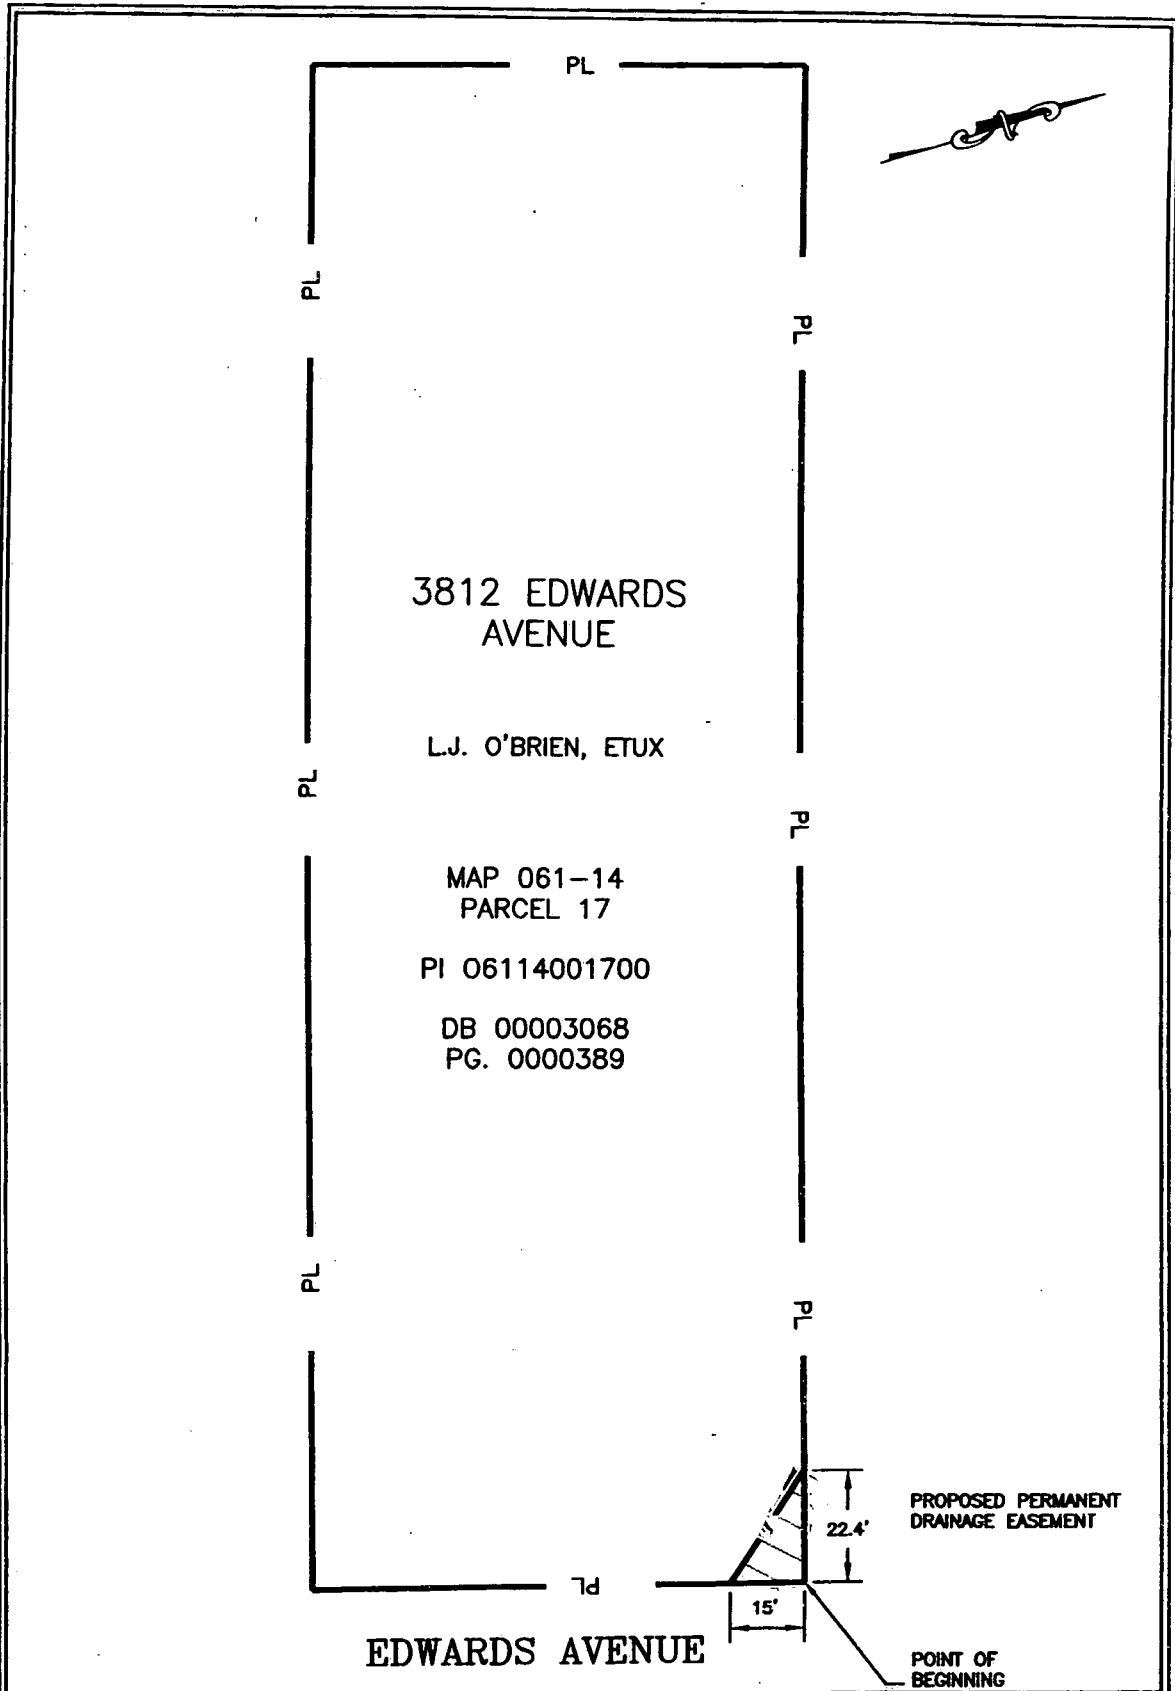 PL
PL
PL
3812 EDWARDS
AVENUE
L.J. O'BRIEN, ETUX
PL
PL
MAP 061-14
PARCEL 17
PI 06114001700
DB 00003068
PG. 0000389
PL
PL
22.4'
PROPOSED PERMANENT
DRAINAGE EASEMENT
PL
15'
EDWARDS AVENUE
POINT OF
BEGINNING